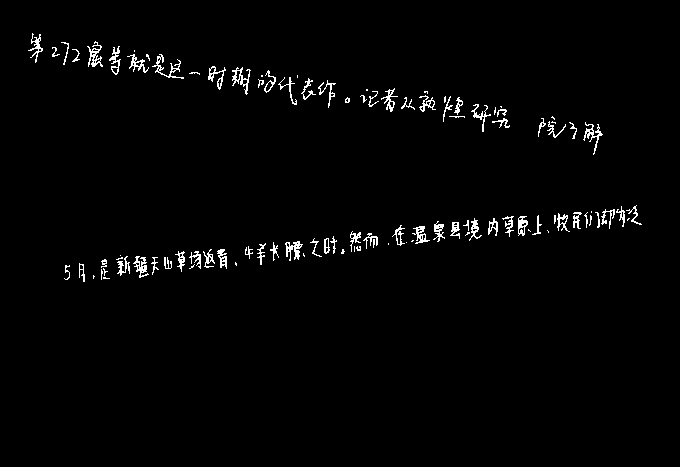 第272窟等就是这一时期的代表作。记者从敦煌研究 院了解
5月,是新疆天山草场返青、牛羊长膘之时。然而,在温泉县境内草原上,牧民们却为这